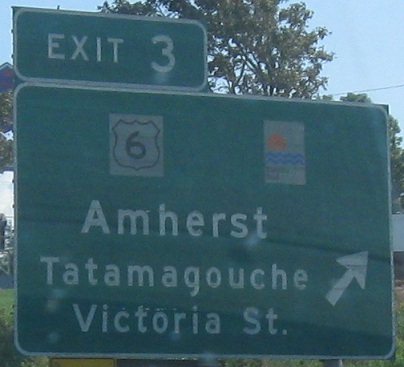 EXIT 3
6
Amherst
Tatamagouche
Victoria St.